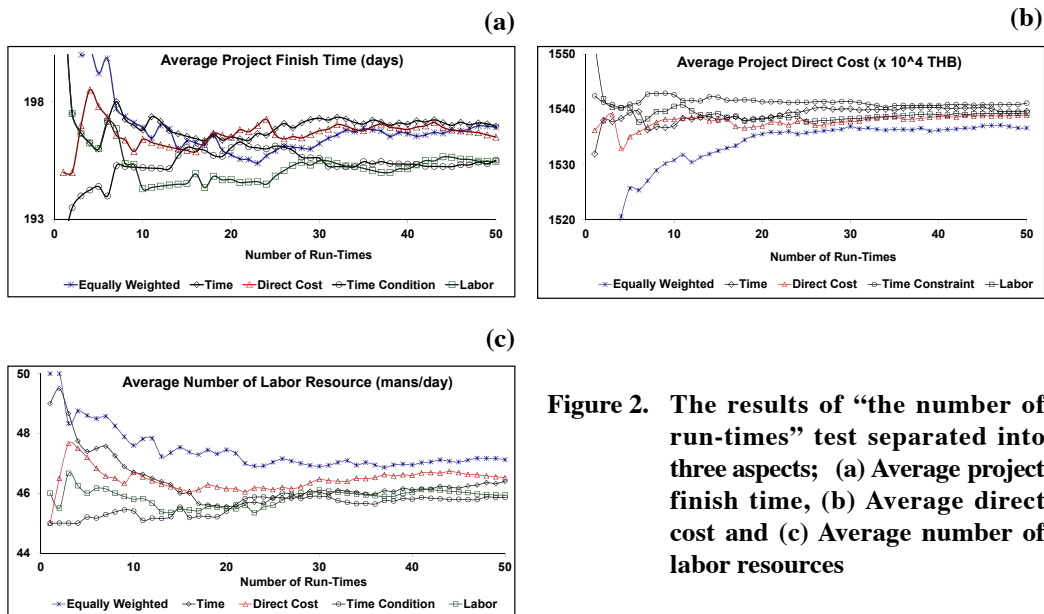 (a)
Average Project Finish Time (days)
198
193
0 10 20 30 40 50
Number of Run-Times
Equally Weighted Time Direct Cost Time Condition Labor
(b)
Average Project Direct Cost (x 10^4 THB)
1550
1540
1530
1520
0 10 20 30 40 50
Number of Run-Times
Equally Weighted Time Direct Cost Time Constraint Labor
(c)
Average Number of Labor Resource (mans/day)
50
48
46
44
0 10 20 30 40 50
Number of Run-Times
Equally Weighted Time Direct Cost Time Condition Labor
Figure 2. The results of “the number of
run-times” test separated into
three aspects; (a) Average project
finish time, (b) Average direct
cost and (c) Average number of
labor resources